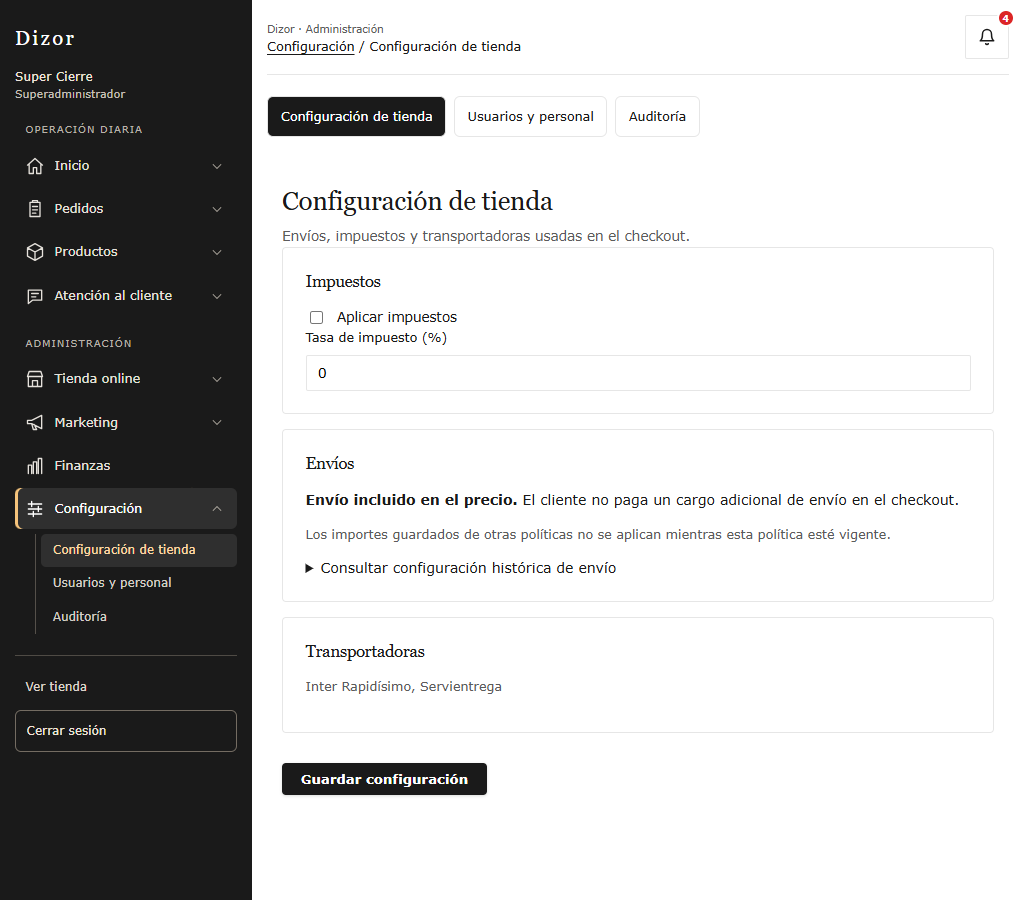 Dizor
Super Cierre
Superadministrador
OPERACIÓN DIARIA
Inicio
Pedidos
Productos
Atención al cliente
ADMINISTRACIÓN
Tienda online
Marketing
Finanzas
Configuración
Configuración de tienda
Usuarios y personal
Auditoría
Ver tienda
Cerrar sesión
Dizor · Administración
Configuración / Configuración de tienda
4
Configuración de tienda
Usuarios y personal
Auditoría
Configuración de tienda
Envíos, impuestos y transportadoras usadas en el checkout.
Impuestos
Aplicar impuestos
Tasa de impuesto (%)
0
Envíos
Envío incluido en el precio. El cliente no paga un cargo adicional de envío en el checkout.
Los importes guardados de otras políticas no se aplican mientras esta política esté vigente.
Consultar configuración histórica de envío
Transportadoras
Inter Rapidísimo, Servientrega
Guardar configuración